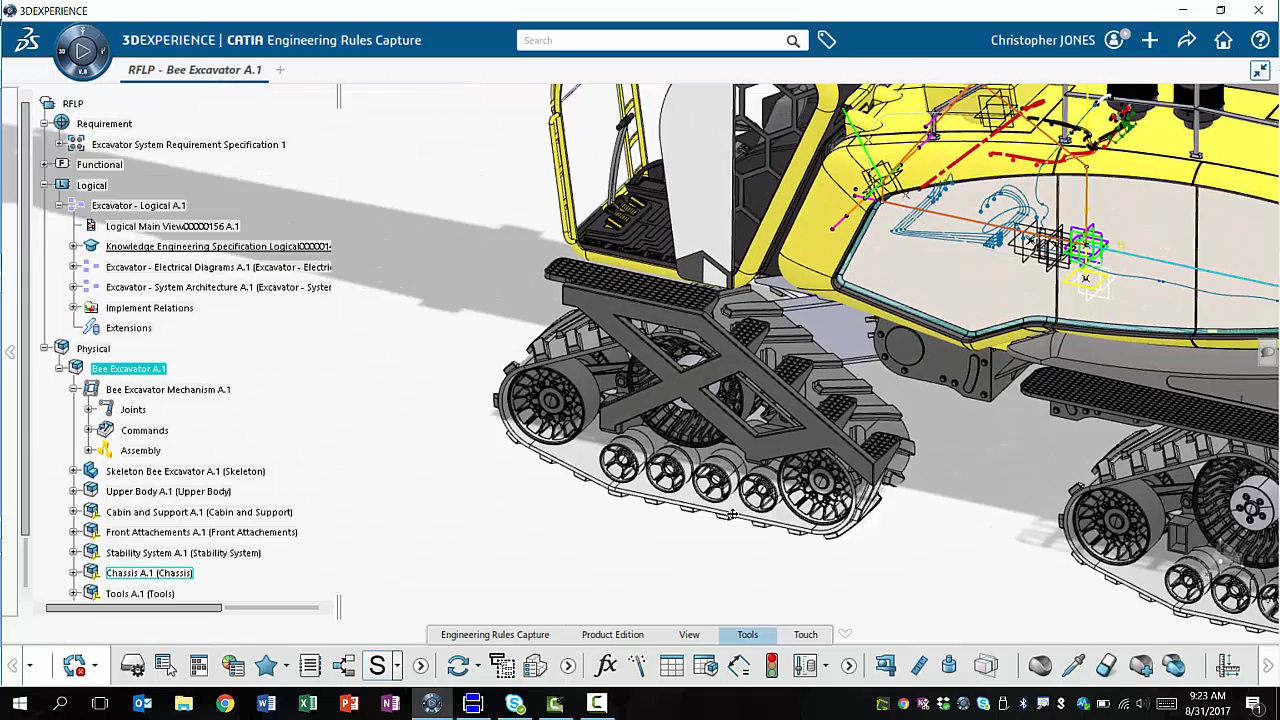 3DEXPERIENCE
3DEXPERIENCE | CATIA Engineering Rules Capture
Search
Christopher JONES
3D
V.R
RFLP - Bee Excavator A.1
RFLP
Requirement
Excavator System Requirement Specification 1
F Functional
L Logical
Excavator - Logical A.1
Logical Main View00000156 A.1
Knowledge Engineering Specification Logical0000014
Excavator - Electrical Diagrams A.1 (Excavator - Electric
Excavator - System Architecture A.1 (Excavator - System
Implement Relations
Extensions
Physical
Bee Excavator A.1
Bee Excavator Mechanism A.1
Joints
Commands
Assembly
Skeleton Bee Excavator A.1 (Skeleton)
Upper Body A.1 (Upper Body)
Cabin and Support A.1 (Cabin and Support)
Front Attachements A.1 (Front Attachements)
Stability System A.1 (Stability System)
Chassis A.1 (Chassis)
Tools A.1 (Tools)
Engineering Rules Capture Product Edition View Tools Touch
S
fx
9:23 AM
8/31/2017